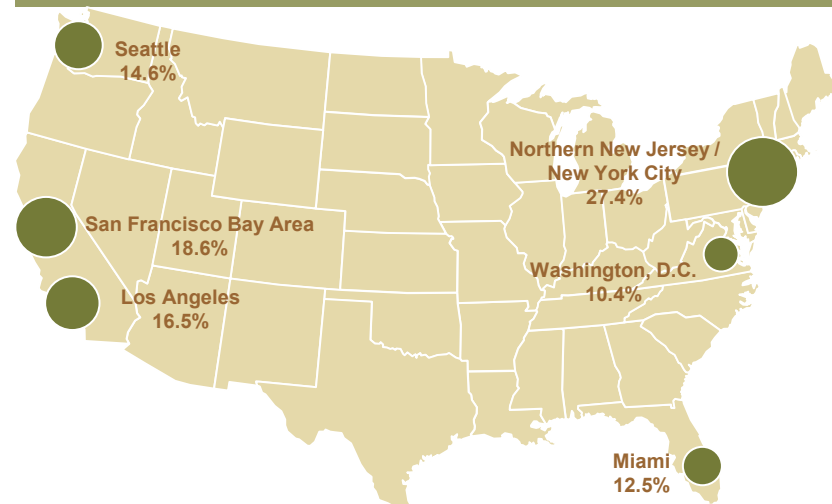 Seattle
14.6%
Northern New Jersey /
New York City
27.4%
San Francisco Bay Area
18.6%
Washington, D.C.
10.4%
Los Angeles
16.5%
Miami
12.5%